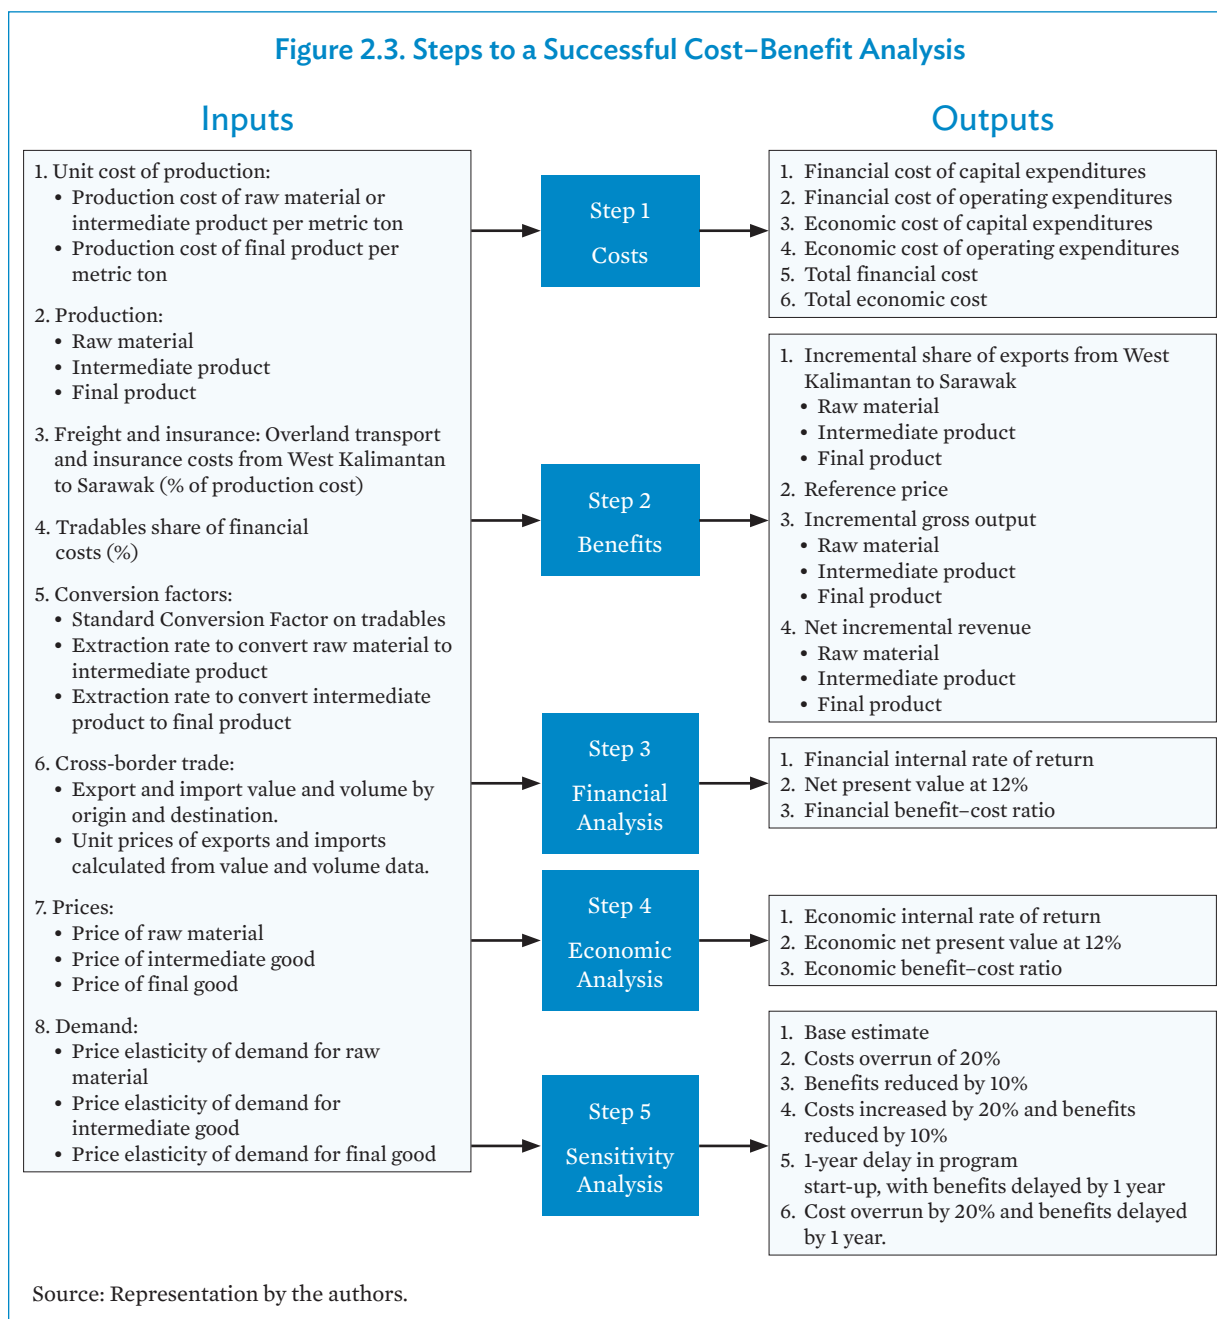 Figure 2.3. Steps to a Successful Cost–Benefit Analysis
Inputs
1. Unit cost of production:
• Production cost of raw material or
intermediate product per metric ton
• Production cost of final product per
metric ton
2. Production:
• Raw material
• Intermediate product
• Final product
3. Freight and insurance: Overland transport
and insurance costs from West Kalimantan
to Sarawak (% of production cost)
4. Tradables share of financial
costs (%)
5. Conversion factors:
• Standard Conversion Factor on tradables
• Extraction rate to convert raw material to
intermediate product
• Extraction rate to convert intermediate
product to final product
6. Cross-border trade:
• Export and import value and volume by
origin and destination.
• Unit prices of exports and imports
calculated from value and volume data.
7. Prices:
• Price of raw material
• Price of intermediate good
• Price of final good
8. Demand:
• Price elasticity of demand for raw
material
• Price elasticity of demand for
intermediate good
• Price elasticity of demand for final good
Step 1
Costs
Step 2
Benefits
Step 3
Financial
Analysis
Step 4
Economic
Analysis
Step 5
Sensitivity
Analysis
Outputs
1. Financial cost of capital expenditures
2. Financial cost of operating expenditures
3. Economic cost of capital expenditures
4. Economic cost of operating expenditures
5. Total financial cost
6. Total economic cost
1. Incremental share of exports from West
Kalimantan to Sarawak
• Raw material
• Intermediate product
• Final product
2. Reference price
3. Incremental gross output
• Raw material
• Intermediate product
• Final product
4. Net incremental revenue
• Raw material
• Intermediate product
• Final product
1. Financial internal rate of return
2. Net present value at 12%
3. Financial benefit–cost ratio
1. Economic internal rate of return
2. Economic net present value at 12%
3. Economic benefit–cost ratio
1. Base estimate
2. Costs overrun of 20%
3. Benefits reduced by 10%
4. Costs increased by 20% and benefits
reduced by 10%
5. 1-year delay in program
start-up, with benefits delayed by 1 year
6. Cost overrun by 20% and benefits delayed
by 1 year.
Source: Representation by the authors.